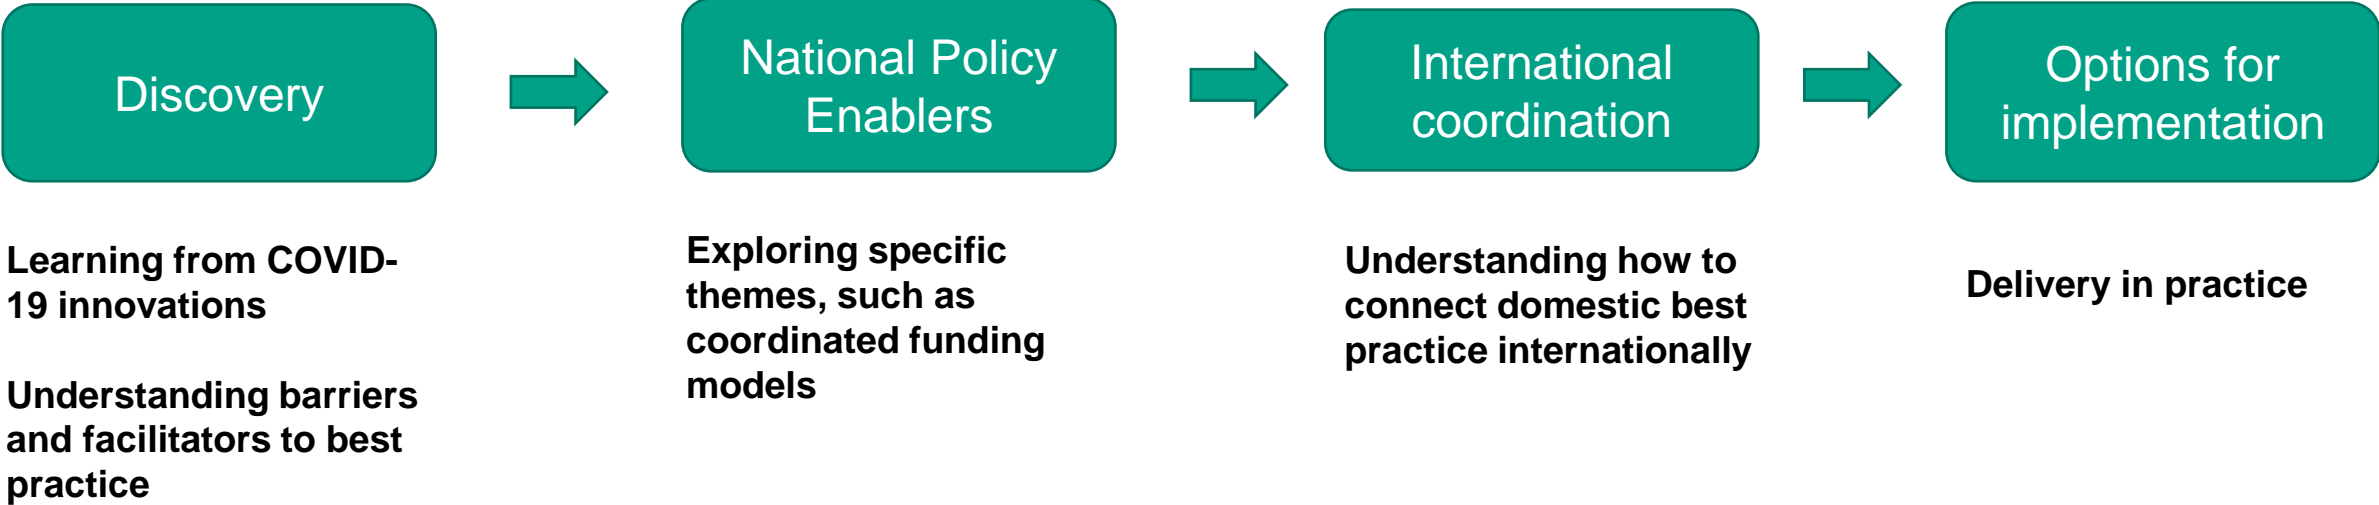 Discovery
National Policy
Enablers
International
coordination
Options for
implementation
Learning from COVID-
19 innovations
Understanding barriers
and facilitators to best
practice
Exploring specific
themes, such as
coordinated funding
models
Understanding how to
connect domestic best
practice internationally
Delivery in practice